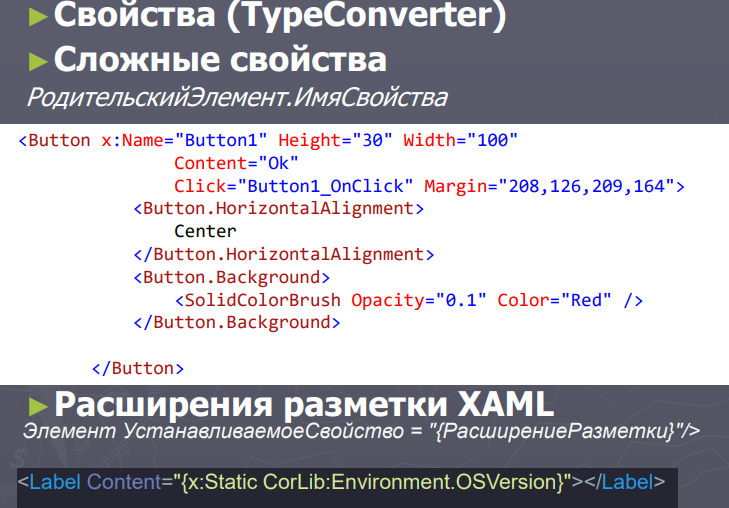 ►Свойства (TypeConverter)
►Сложные свойства
РодительскийЭлемент.ИмяСвойства
<Button x:Name="Button1" Height="30" Width="100"
Content="Ok"
Click="Button1_OnClick" Margin="208,126,209,164">
<Button.HorizontalAlignment>
Center
</Button.HorizontalAlignment>
<Button.Background>
<SolidColorBrush Opacity="0.1" Color="Red" />
</Button.Background>
</Button>
►Расширения разметки XAML
Элемент УстанавливаемоеСвойство = "{РасширениеРазметки}"/>
<Label Content="{x:Static CorLib:Environment.OSVersion}"></Label>